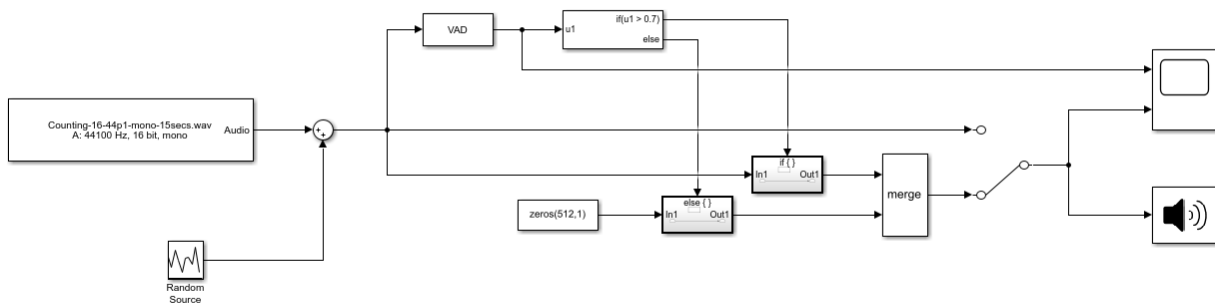 VAD
u1
if(u1 > 0.7)
else
Counting-16-44p1-mono-15secs.wav
A: 44100 Hz, 16 bit, mono
Audio
+
+
if { }
In1
Out1
merge
else { }
zeros(512,1)
In1
Out1
Random
Source